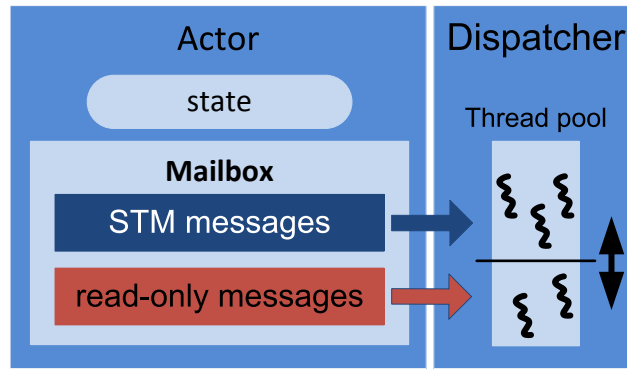 Actor
state
Mailbox
STM messages
read-only messages
Dispatcher
Thread pool